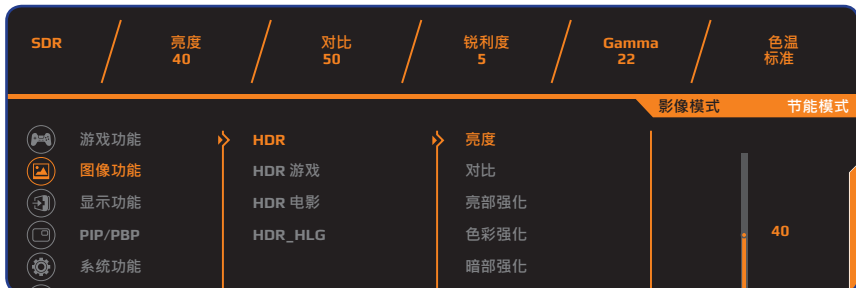 SDR 亮度 对比 锐利度 Gamma 色温
40 50 5 22 标准
影像模式 节能模式
游戏功能 HDR 亮度
图像功能 HDR 游戏 对比
显示功能 HDR 电影 亮部强化
PIP/PBP HDR_HLG 色彩强化 40
系统功能 暗部强化